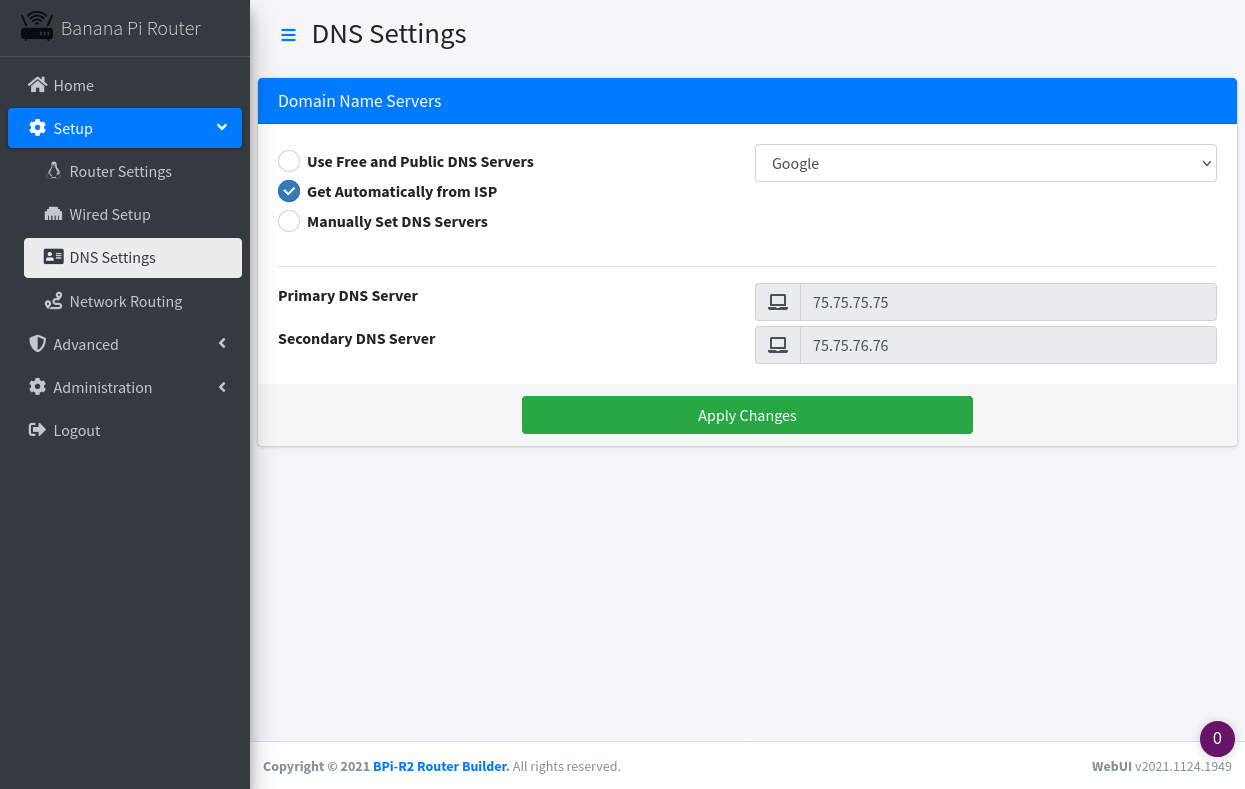 Banana Pi Router
DNS Settings
Home
Setup
Router Settings
Wired Setup
DNS Settings
Network Routing
Advanced
Administration
Logout
Domain Name Servers
Use Free and Public DNS Servers
Google
Get Automatically from ISP
Manually Set DNS Servers
Primary DNS Server
75.75.75.75
Secondary DNS Server
75.75.76.76
Apply Changes
0
Copyright © 2021 BPi-R2 Router Builder. All rights reserved.
WebUI v2021.1124.1949